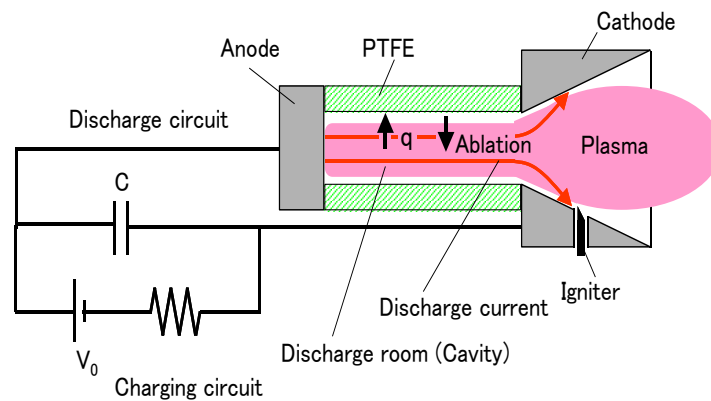 Cathode
Anode
PTFE
Discharge circuit
q
Ablation
Plasma
C
Igniter
Discharge current
Discharge room (Cavity)
V0
Charging circuit